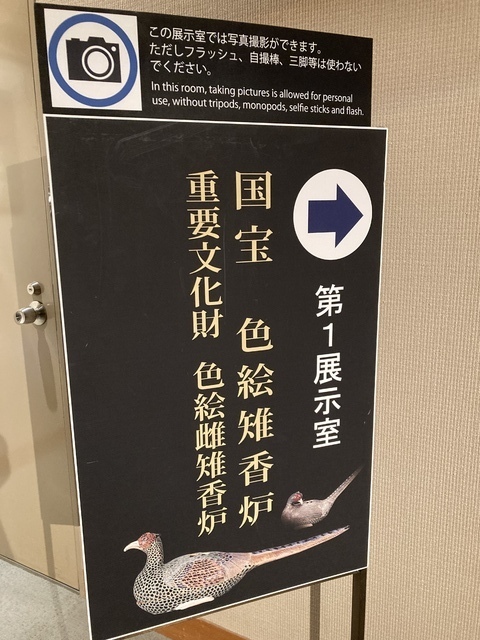 この展示室では写真撮影ができます。
ただしフラッシュ、自撮棒、三脚等は使わない
でください。
In this room, taking pictures is allowed for personal
use, without tripods, monopods, selfie sticks and flash.
第1展示室
国宝 色絵雉香炉
重要文化財 色絵雌雉香炉